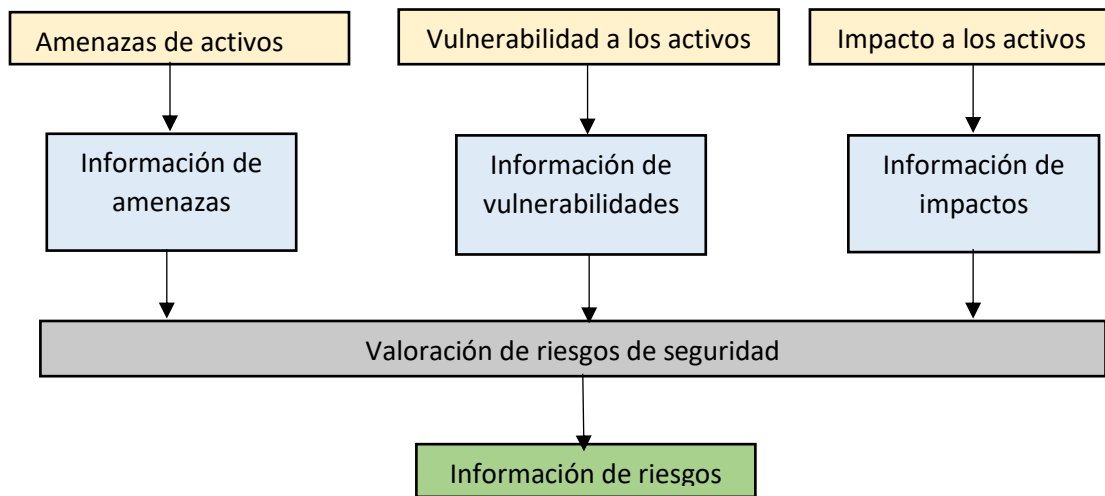 Amenazas de activos
Vulnerabilidad a los activos
Impacto a los activos
Información de
amenazas
Información de
vulnerabilidades
Información de
impactos
Valoración de riesgos de seguridad
Información de riesgos